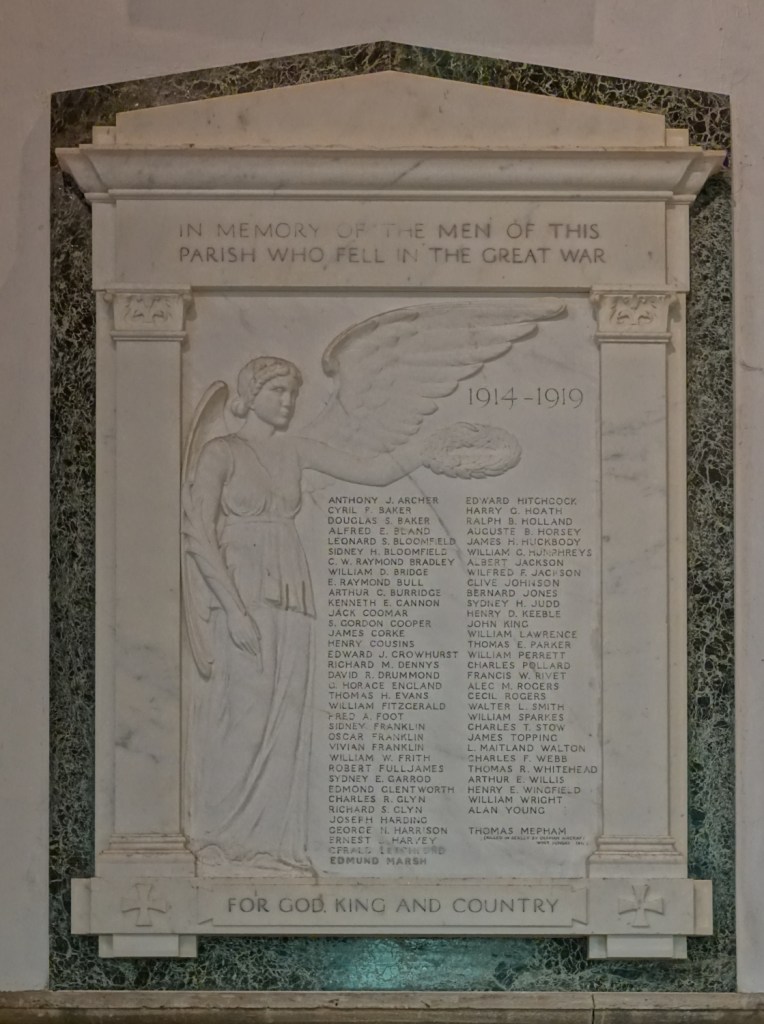 IN MEMORY OF THE MEN OF THIS
PARISH WHO FELL IN THE GREAT WAR
1914-1919
ANTHONY J. ARCHER
CYRIL F. BAKER
DOUGLAS S. BAKER
ALFRED E. BLAND
LEONARD S. BLOOMFIELD
SIDNEY H. BLOOMFIELD
C. W. RAYMOND BRADLEY
WILLIAM D. BRIDGE
E. RAYMOND BULL
ARTHUR C. BURRIDGE
KENNETH E. CANNON
JACK COOMAR
S. GORDON COOPER
JAMES CORKE
HENRY COUSINS
EDWARD J. CROWHURST
RICHARD M. DENNYS
DAVID R. DRUMMOND
G. HORACE ENGLAND
THOMAS H. EVANS
WILLIAM FITZGERALD
FRED A. FOOT
SIDNEY FRANKLIN
OSCAR FRANKLIN
VIVIAN FRANKLIN
WILLIAM W. FRITH
ROBERT FULLJAMES
SYDNEY E. GARROD
EDMOND GLENTWORTH
CHARLES R. GLYN
RICHARD S. GLYN
JOSEPH HARDING
GEORGE N. HARRISON
ERNEST HARVEY
GERALD
EDMUND MARSH
EDWARD HITCHCOCK
HARRY G. HOATH
RALPH B. HOLLAND
AUGUSTE B. HORSEY
JAMES H. HUCKBODY
WILLIAM G. HUMPHREYS
ALBERT JACKSON
WILFRED F. JACKSON
CLIVE JOHNSON
BERNARD JONES
SYDNEY H. JUDD
HENRY D. KEEBLE
JOHN KING
WILLIAM LAWRENCE
THOMAS E. PARKER
WILLIAM PERRETT
CHARLES POLLARD
FRANCIS W. RIVET
ALEC M. ROGERS
CECIL ROGERS
WALTER L. SMITH
WILLIAM SPARKES
CHARLES T. STOW
JAMES TOPPING
L. MAITLAND WALTON
CHARLES F. WEBB
THOMAS R. WHITEHEAD
ARTHUR E. WILLIS
HENRY E. WINGFIELD
WILLIAM WRIGHT
ALAN YOUNG
THOMAS MEPHAM
FOR GOD, KING AND COUNTRY